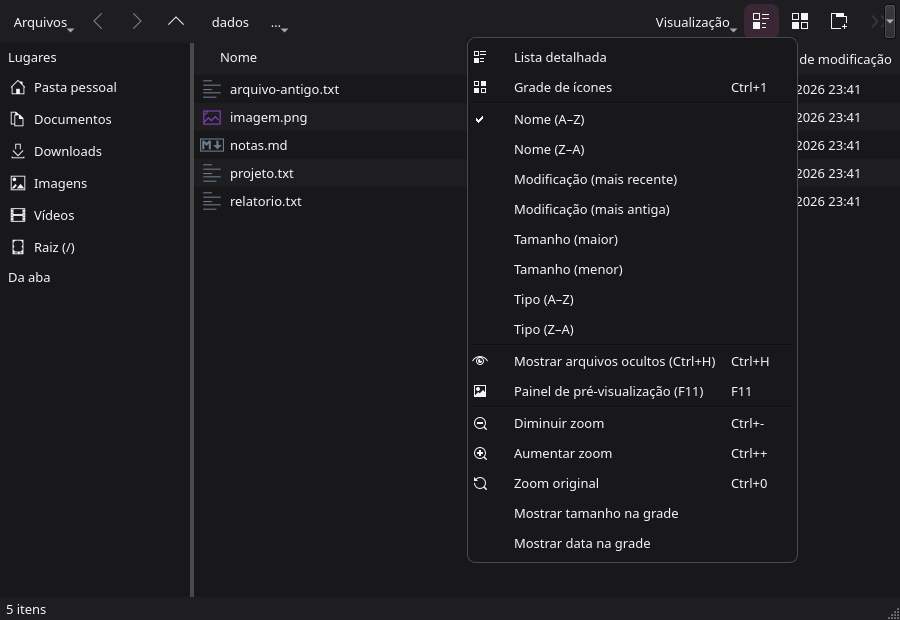 Arquivos
dados
...
Visualização
Lugares
Pasta pessoal
Documentos
Downloads
Imagens
Vídeos
Raiz (/)
Da aba
Nome
de modificação
arquivo-antigo.txt
2026 23:41
imagem.png
2026 23:41
notas.md
2026 23:41
projeto.txt
2026 23:41
relatorio.txt
2026 23:41
Lista detalhada
Grade de ícones Ctrl+1
Nome (A–Z)
Nome (Z–A)
Modificação (mais recente)
Modificação (mais antiga)
Tamanho (maior)
Tamanho (menor)
Tipo (A–Z)
Tipo (Z–A)
Mostrar arquivos ocultos (Ctrl+H) Ctrl+H
Painel de pré-visualização (F11) F11
Diminuir zoom Ctrl+-
Aumentar zoom Ctrl++
Zoom original Ctrl+0
Mostrar tamanho na grade
Mostrar data na grade
5 itens